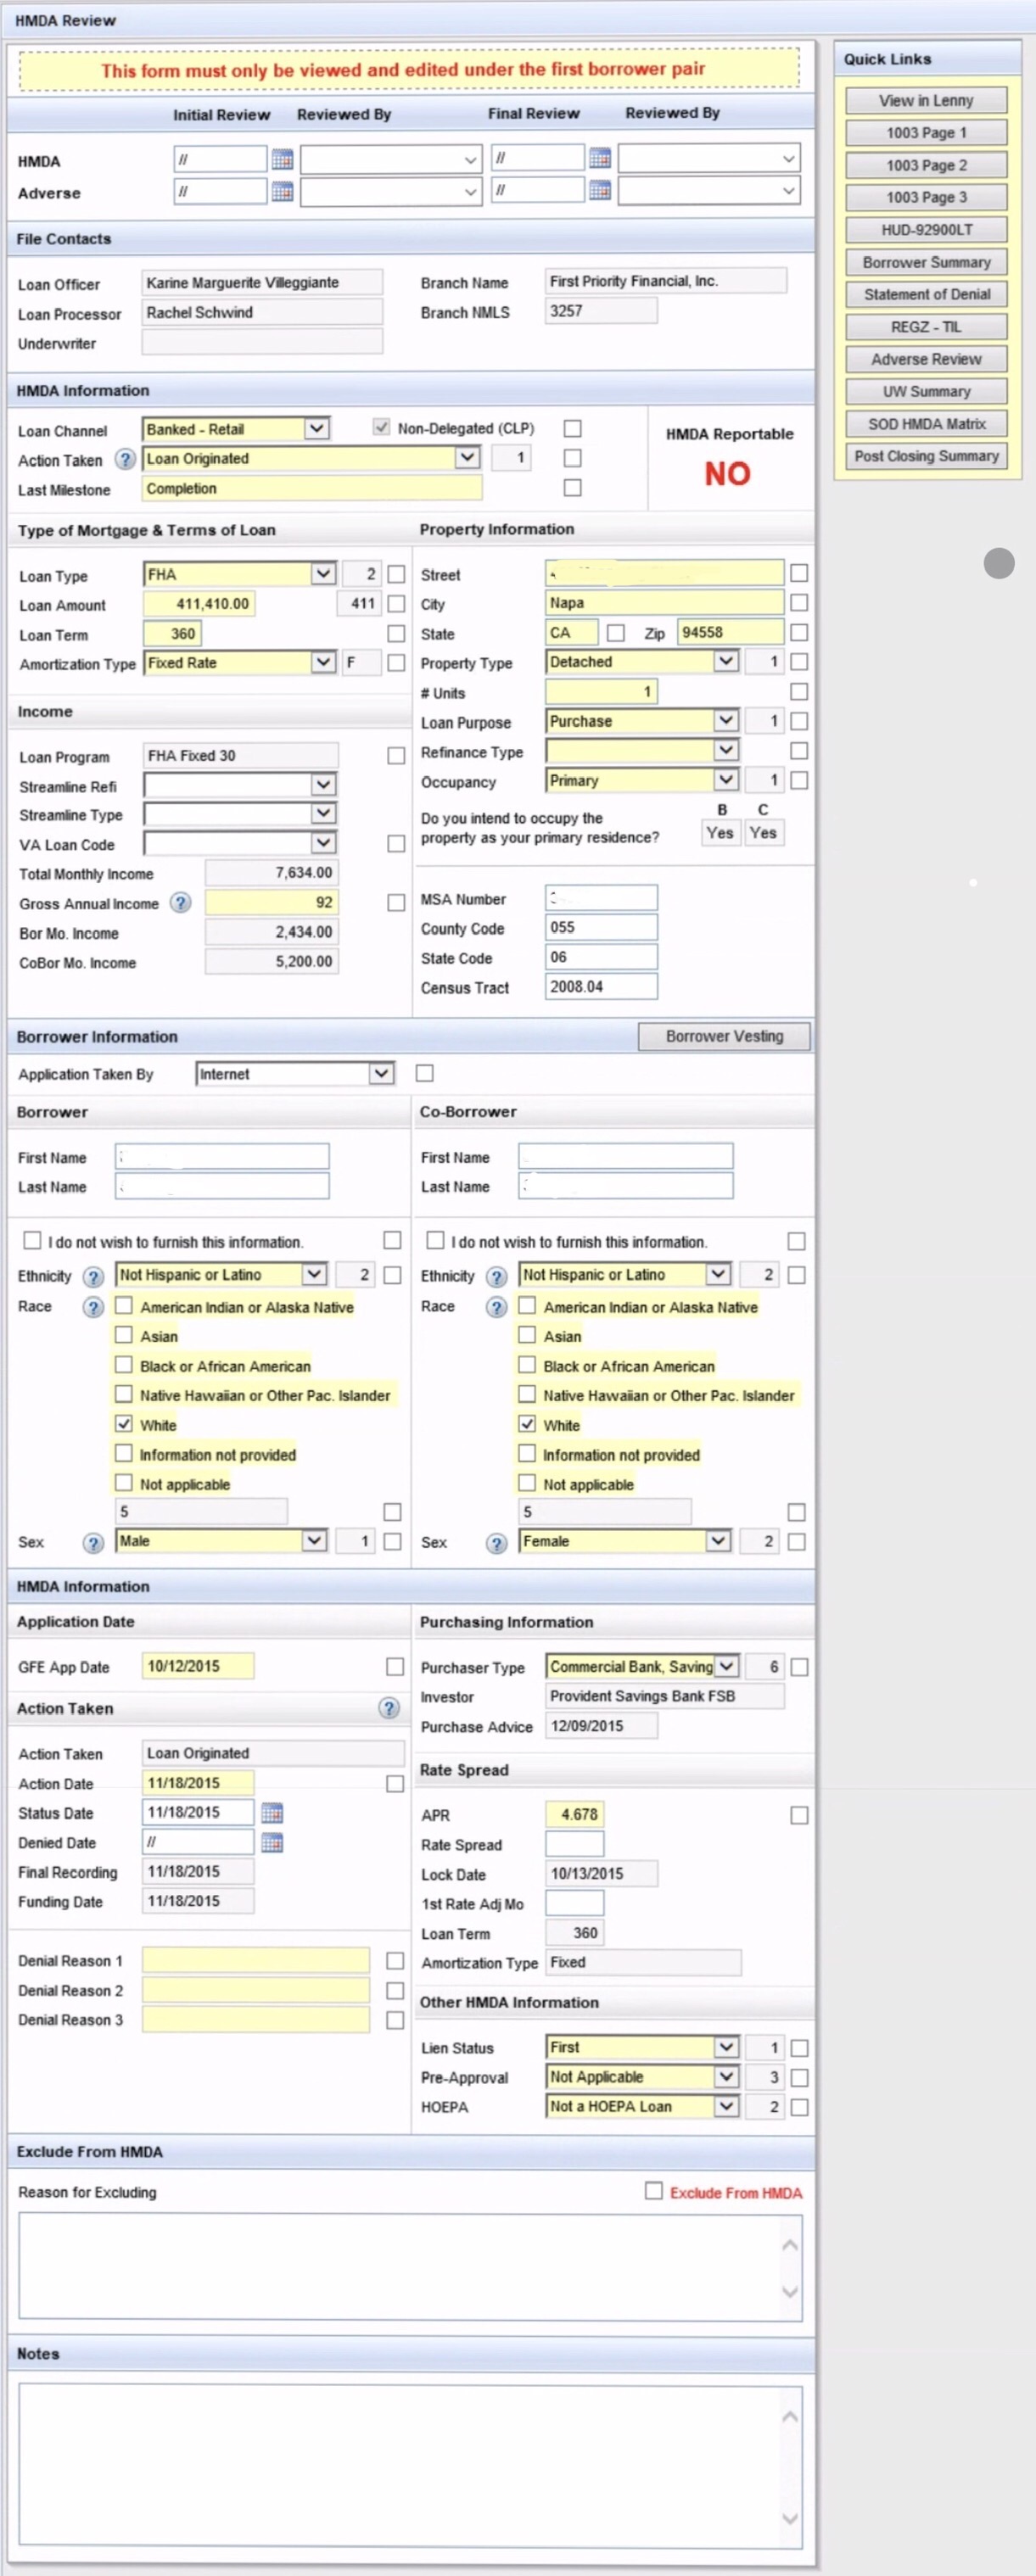 HMDA Review
This form must only be viewed and edited under the first borrower pair
Initial Review Reviewed By Final Review Reviewed By
HMDA // //
Adverse // //
File Contacts
Loan Officer Karine Marguerite Villeggiante Branch Name First Priority Financial, Inc.
Loan Processor Rachel Schwind Branch NMLS 3257
Underwriter
HMDA Information
Loan Channel Banked - Retail Non-Delegated (CLP)
Action Taken ? Loan Originated 1
Last Milestone Completion
HMDA Reportable
NO
Type of Mortgage & Terms of Loan
Loan Type FHA 2
Loan Amount 411,410.00 411
Loan Term 360
Amortization Type Fixed Rate F
Income
Loan Program FHA Fixed 30
Streamline Refi
Streamline Type
VA Loan Code
Total Monthly Income 7,634.00
Gross Annual Income ? 92
Bor Mo. Income 2,434.00
CoBor Mo. Income 5,200.00
Property Information
Street
City Napa
State CA Zip 94558
Property Type Detached 1
# Units 1
Loan Purpose Purchase 1
Refinance Type
Occupancy Primary 1
B C
Do you intend to occupy the
property as your primary residence? Yes Yes
MSA Number
County Code 055
State Code 06
Census Tract 2008.04
Borrower Information Borrower Vesting
Application Taken By Internet
Borrower
First Name
Last Name
I do not wish to furnish this information.
Ethnicity ? Not Hispanic or Latino 2
Race ? American Indian or Alaska Native
Asian
Black or African American
Native Hawaiian or Other Pac. Islander
White
Information not provided
Not applicable
5
Sex ? Male 1
Co-Borrower
First Name
Last Name
I do not wish to furnish this information.
Ethnicity ? Not Hispanic or Latino 2
Race ? American Indian or Alaska Native
Asian
Black or African American
Native Hawaiian or Other Pac. Islander
White
Information not provided
Not applicable
5
Sex ? Female 2
HMDA Information
Application Date
GFE App Date 10/12/2015
Action Taken ?
Action Taken Loan Originated
Action Date 11/18/2015
Status Date 11/18/2015
Denied Date //
Final Recording 11/18/2015
Funding Date 11/18/2015
Denial Reason 1
Denial Reason 2
Denial Reason 3
Purchasing Information
Purchaser Type Commercial Bank, Saving 6
Investor Provident Savings Bank FSB
Purchase Advice 12/09/2015
Rate Spread
APR 4.678
Rate Spread
Lock Date 10/13/2015
1st Rate Adj Mo
Loan Term 360
Amortization Type Fixed
Other HMDA Information
Lien Status First 1
Pre-Approval Not Applicable 3
HOEPA Not a HOEPA Loan 2
Exclude From HMDA
Reason for Excluding Exclude From HMDA
Notes
Quick Links
View in Lenny
1003 Page 1
1003 Page 2
1003 Page 3
HUD-92900LT
Borrower Summary
Statement of Denial
REGZ - TIL
Adverse Review
UW Summary
SOD HMDA Matrix
Post Closing Summary